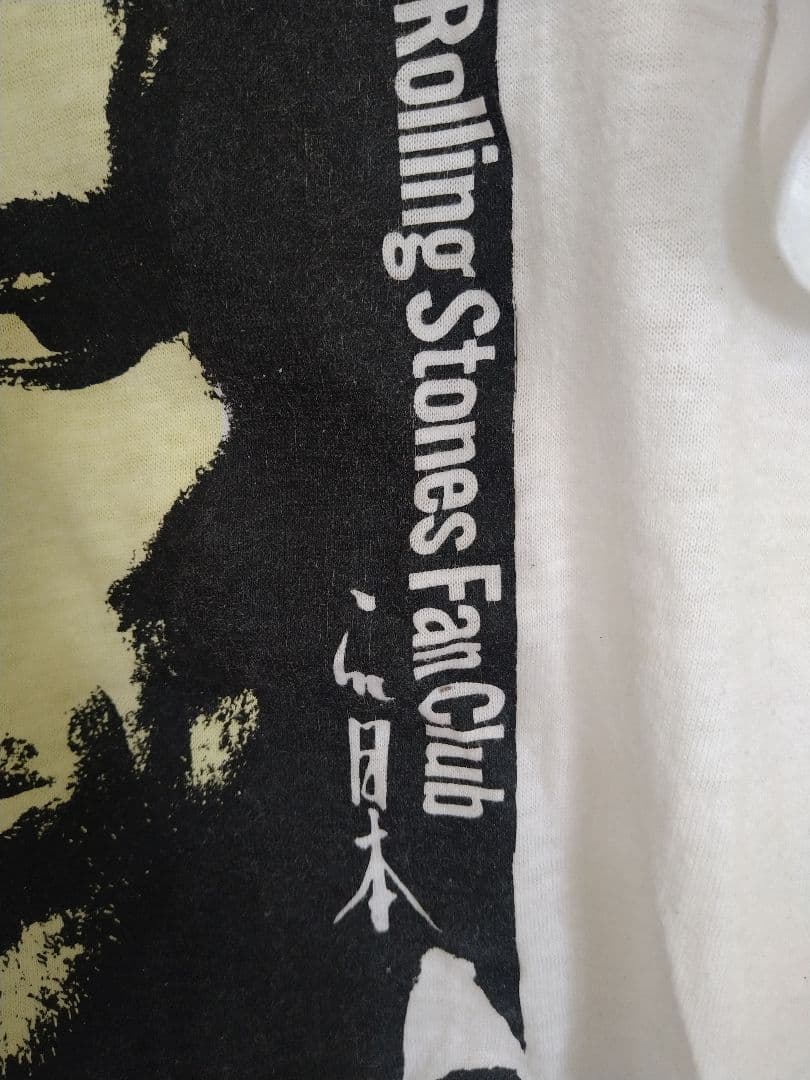 Rolling Stones Fan Club
in 日本